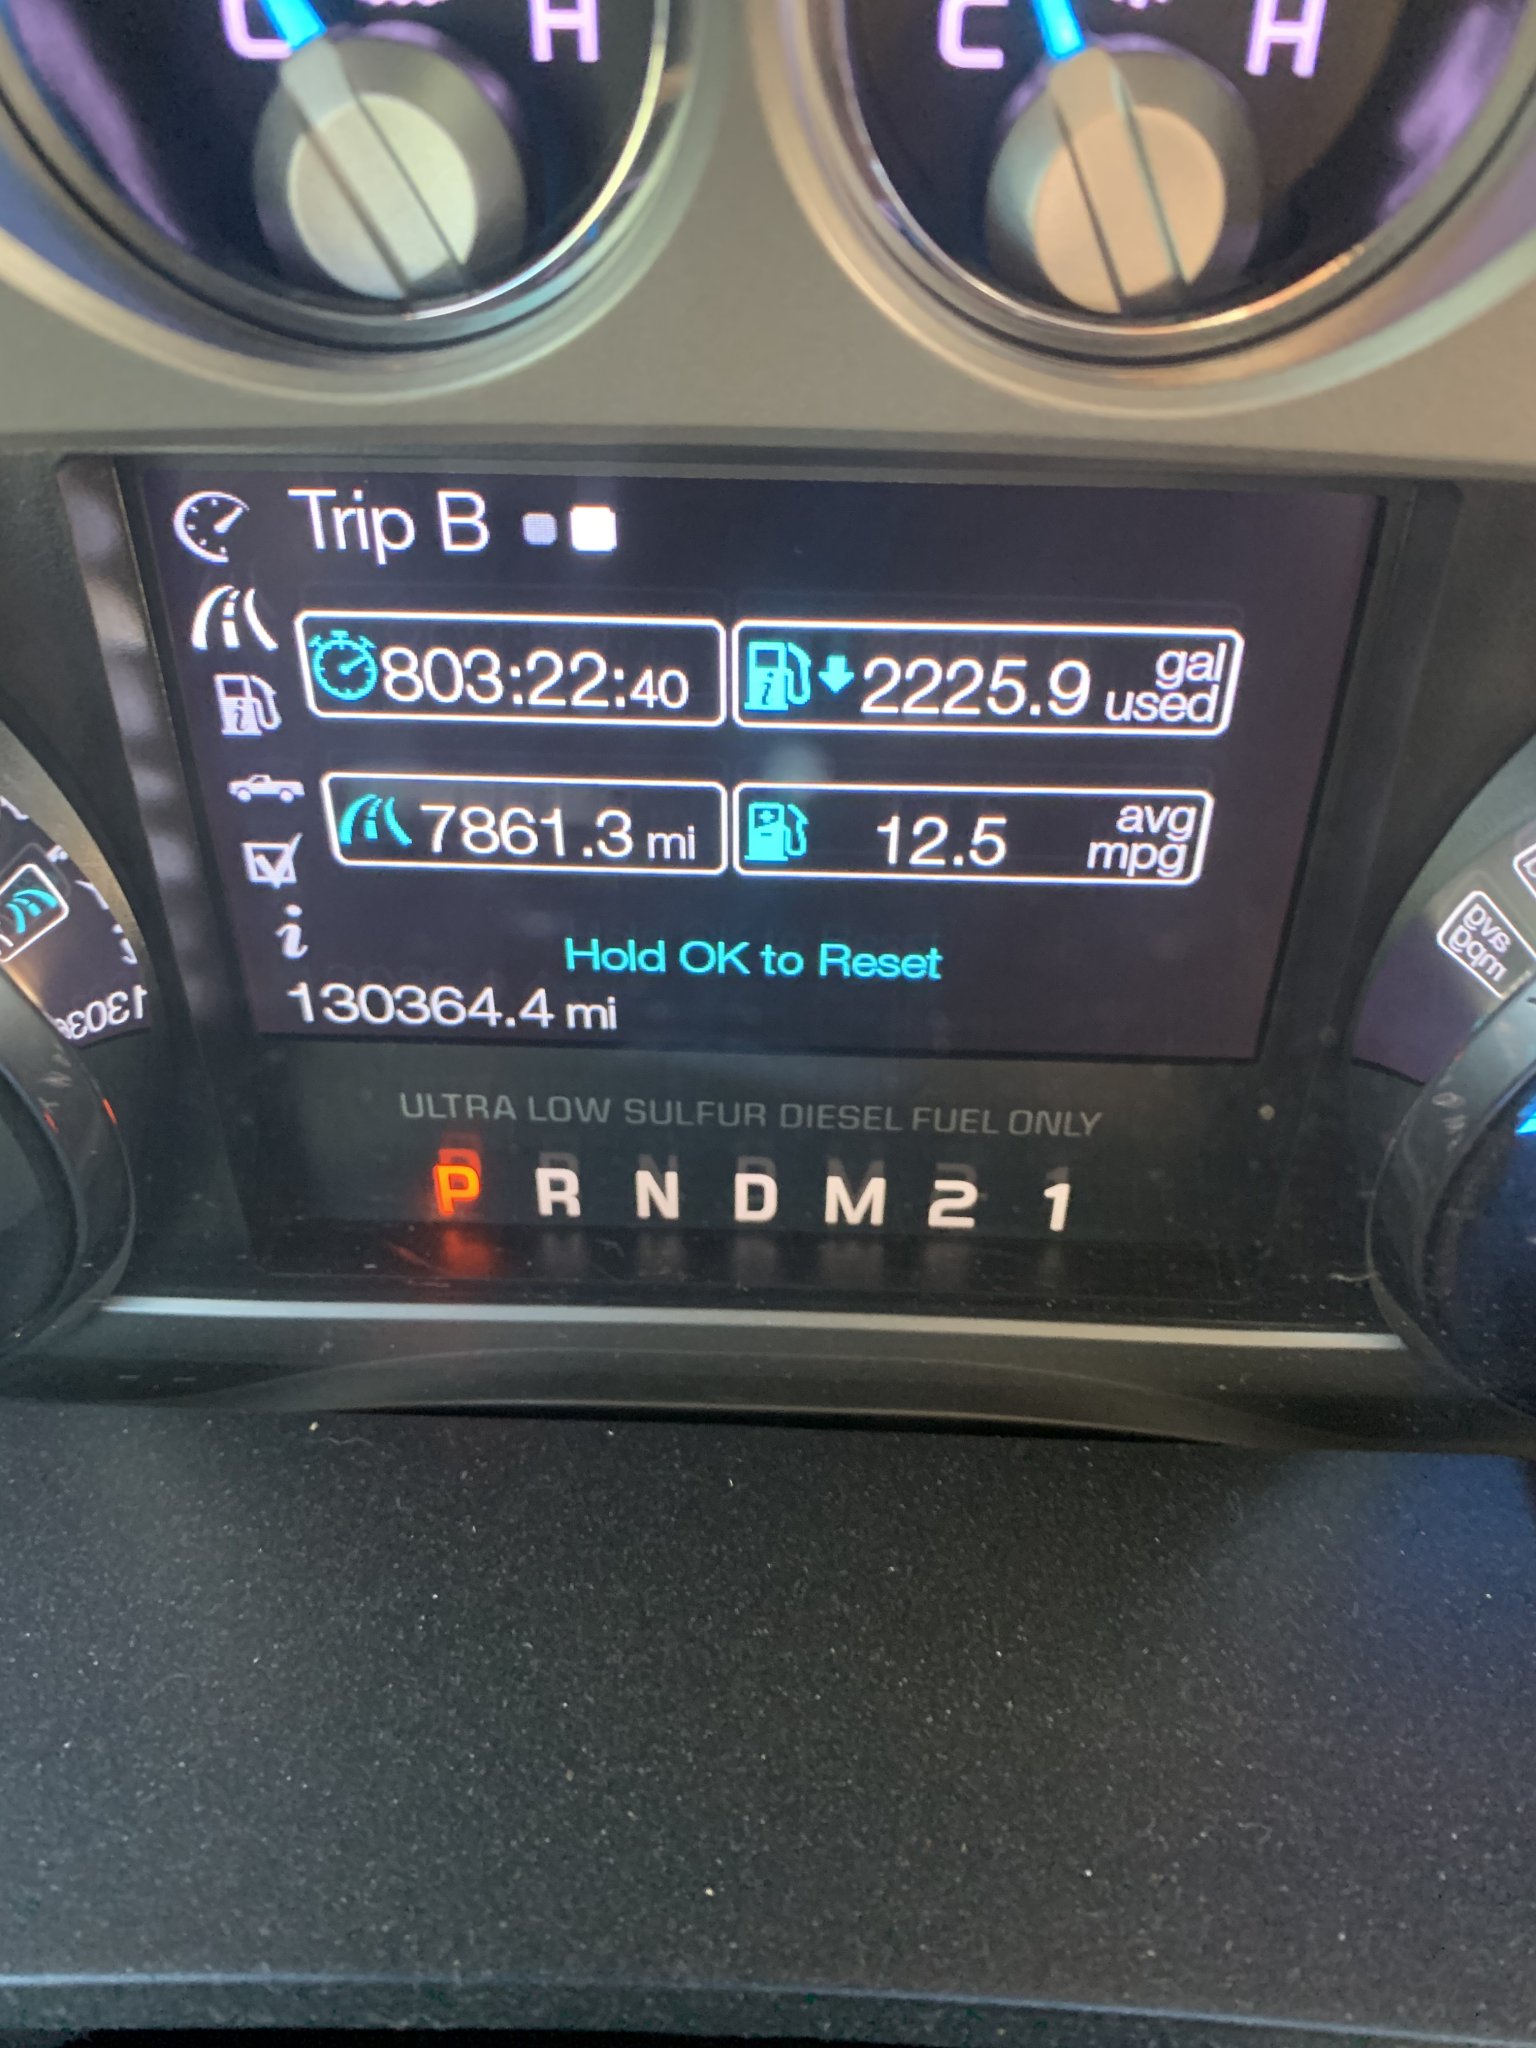 C H C H
Trip B
803:22:40
2225.9 gal used
7861.3 mi
12.5 avg mpg
Hold OK to Reset
130364.4 mi
ULTRA LOW SULFUR DIESEL FUEL ONLY
P R N D M 2 1